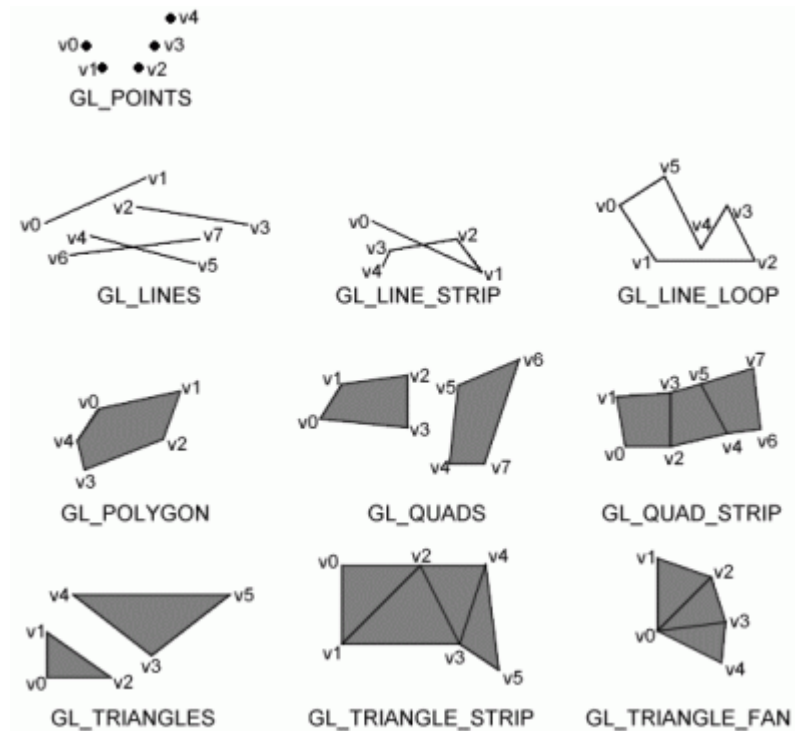 v4
v0 v3
v1 v2
GL_POINTS
v1
v2
v0 v3
v4 v7
v6 v5
GL_LINES
v0
v2
v3
v4 v1
GL_LINE_STRIP
v5
v0 v3
v4
v1 v2
GL_LINE_LOOP
v0 v1
v4 v2
v3
GL_POLYGON
v1 v2 v6
v5
v0 v3
v4 v7
GL_QUADS
v7
v3 v5
v1
v0 v2 v4 v6
GL_QUAD_STRIP
v4 v5
v1
v3
v0 v2
GL_TRIANGLES
v0 v2 v4
v1 v3
v5
GL_TRIANGLE_STRIP
v1
v2
v3
v0
v4
GL_TRIANGLE_FAN